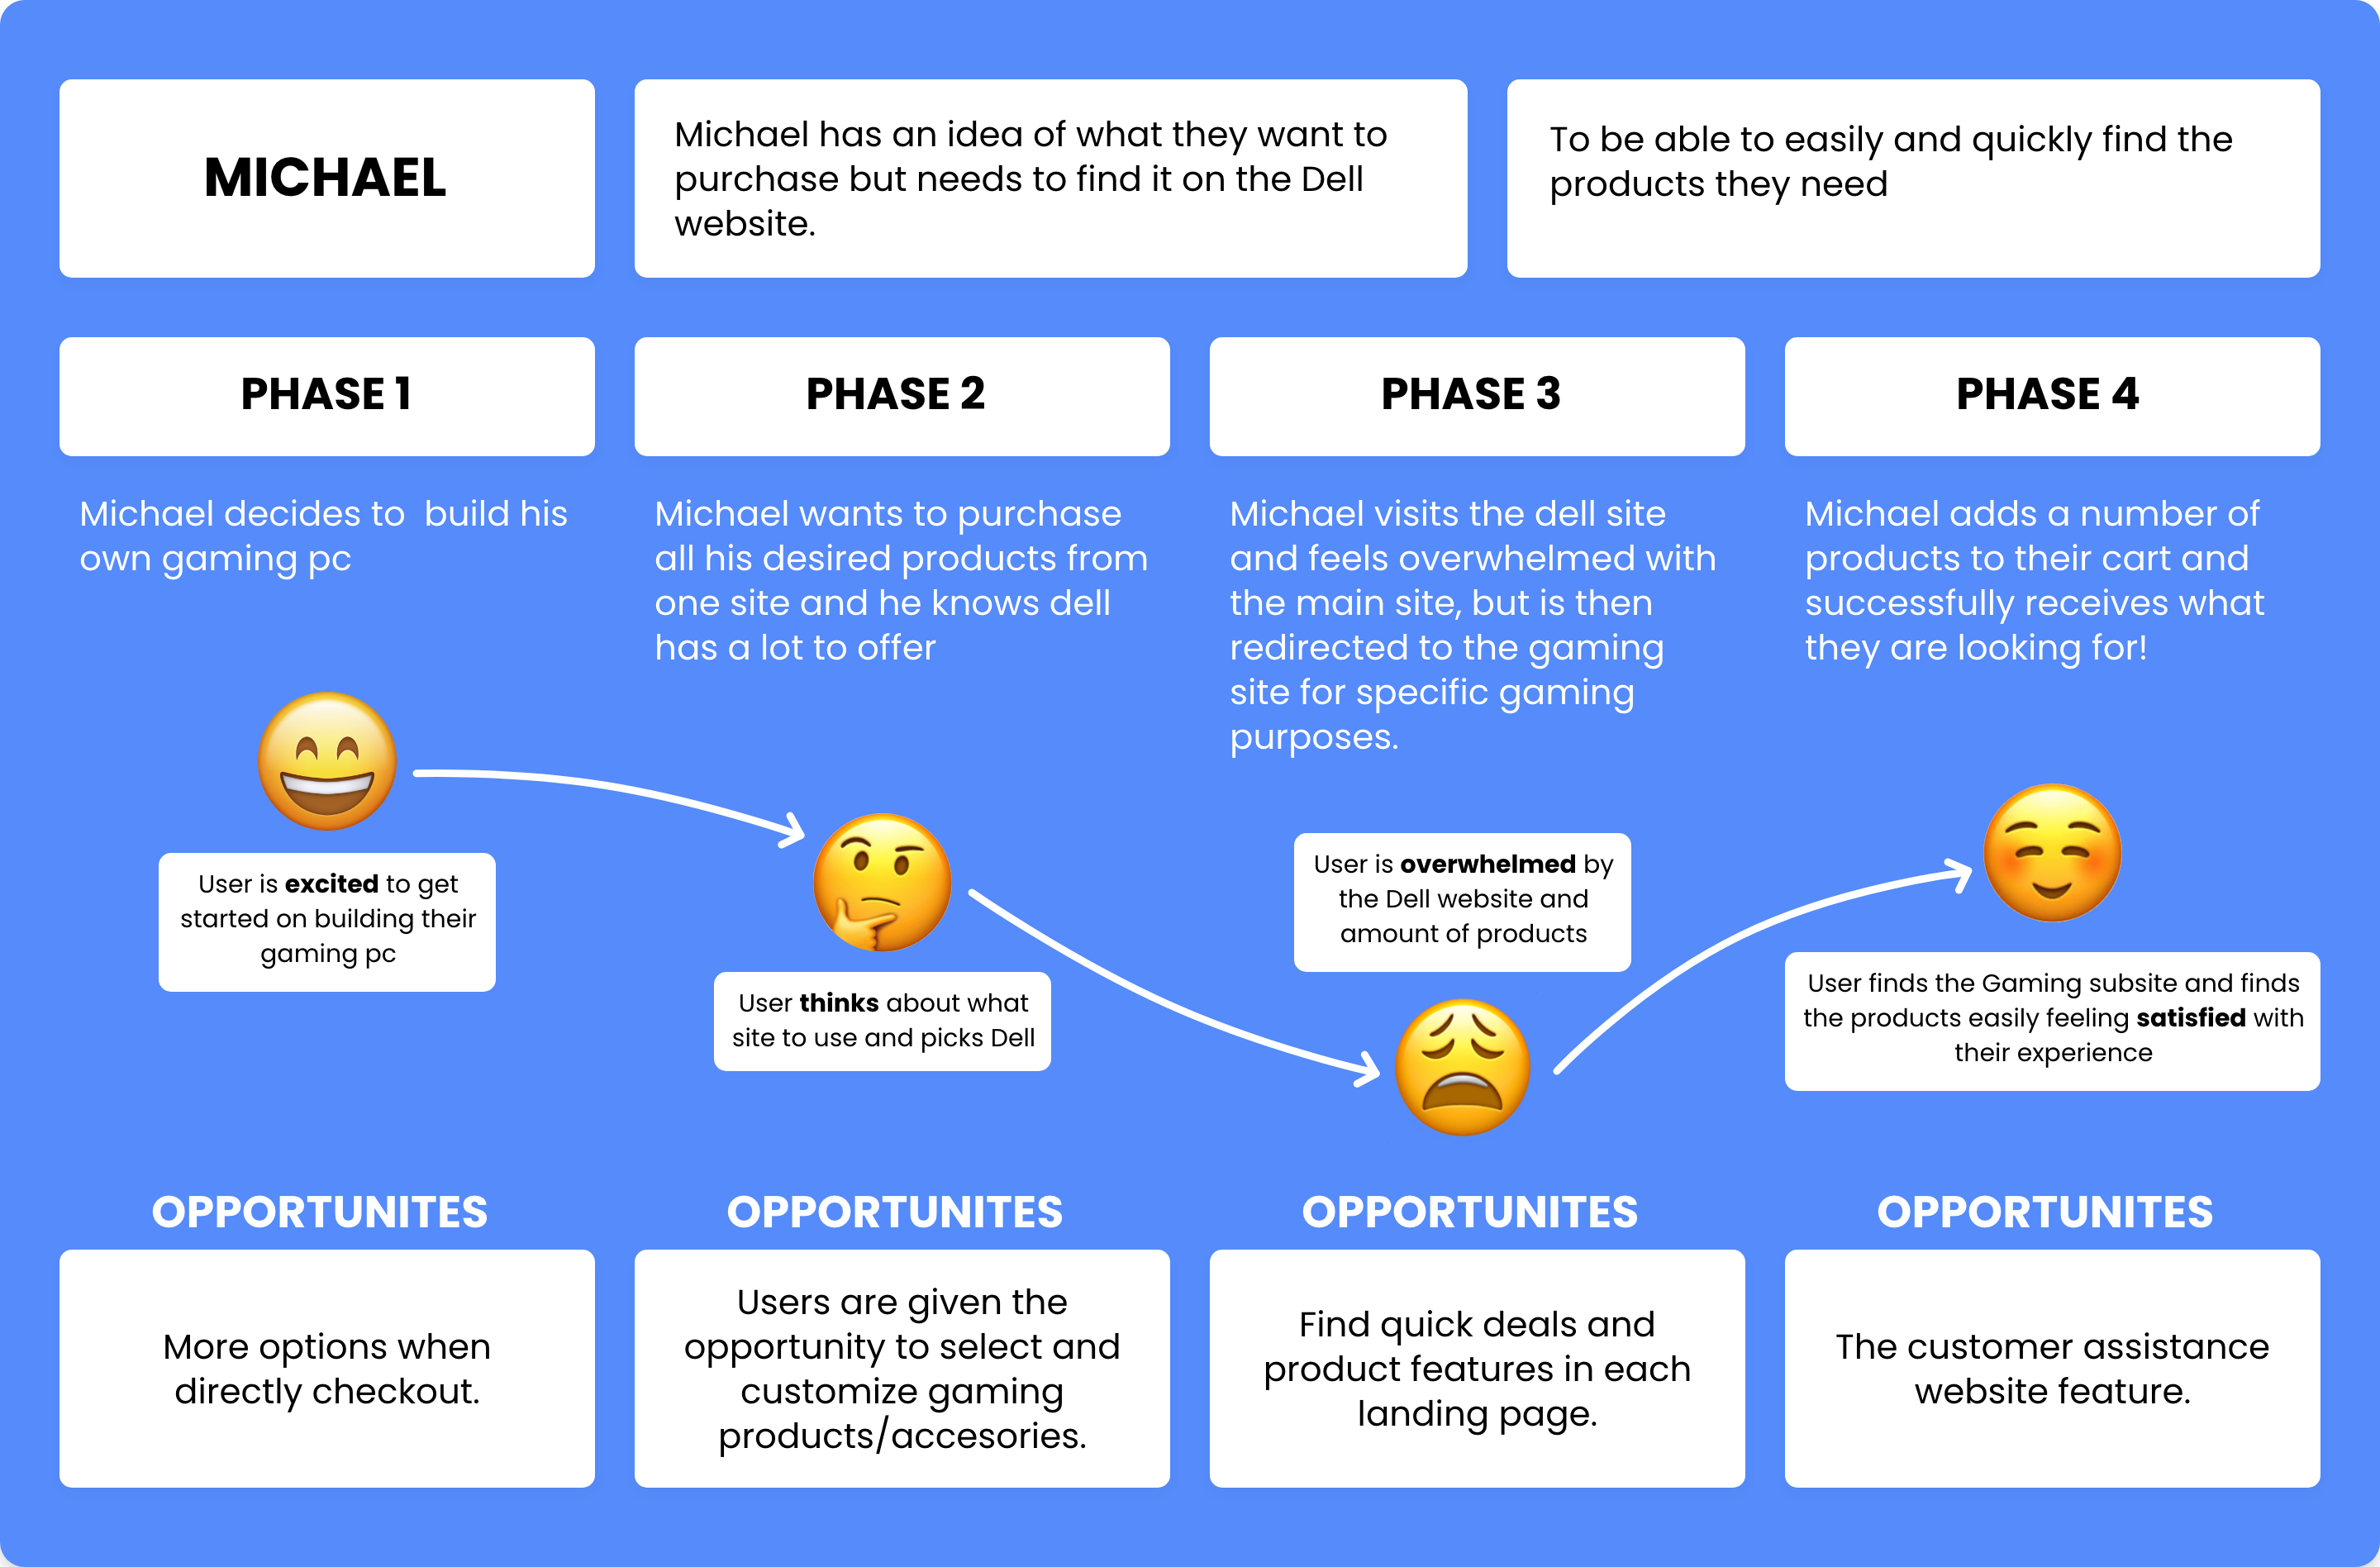 MICHAEL
Michael has an idea of what they want to
purchase but needs to find it on the Dell
website.
To be able to easily and quickly find the
products they need
PHASE 1
PHASE 2
PHASE 3
PHASE 4
Michael decides to  build his
own gaming pc
Michael wants to purchase
all his desired products from
one site and he knows dell
has a lot to offer
Michael visits the dell site
and feels overwhelmed with
the main site, but is then
redirected to the gaming
site for specific gaming
purposes.
Michael adds a number of
products to their cart and
successfully receives what
they are looking for!
User is excited to get
started on building their
gaming pc
User thinks about what
site to use and picks Dell
User is overwhelmed by
the Dell website and
amount of products
User finds the Gaming subsite and finds
the products easily feeling satisfied with
their experience
OPPORTUNITES
OPPORTUNITES
OPPORTUNITES
OPPORTUNITES
More options when
directly checkout.
Users are given the
opportunity to select and
customize gaming
products/accesories.
Find quick deals and
product features in each
landing page.
The customer assistance
website feature.